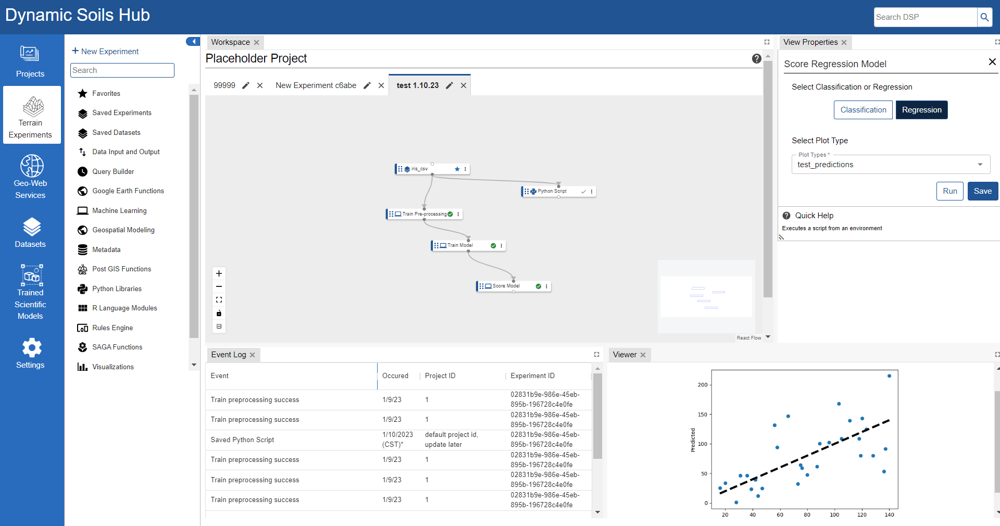 Dynamic Soils Hub
Search DSP
Projects
Terrain
Experiments
Geo-Web
Services
Datasets
Trained
Scientific
Models
Settings
+ New Experiment
Search
Favorites
Saved Experiments
Saved Datasets
Data Input and Output
Query Builder
Google Earth Functions
Machine Learning
Geospatial Modeling
Metadata
GIS
Post GIS Functions
Python Libraries
R Language Modules
Rules Engine
SAGA Functions
Visualizations
Workspace
Placeholder Project
99999
New Experiment c6abe
test 1.10.23
iris_csv
Python Script
Train Pre-processing
Train Model
Score Model
React Flow
View Properties
Score Regression Model
Select Classification or Regression
Classification Regression
Select Plot Type
Plot Types *
test_predictions
Run Save
Quick Help
Executes a script from an environment
Event Log
Event Occured Project ID Experiment ID
Train preprocessing success 1/9/23 1 02831b9e-986e-45eb-
895b-196728c4e0fe
Train preprocessing success 1/9/23 1 02831b9e-986e-45eb-
895b-196728c4e0fe
Saved Python Script 1/10/2023 default project id, 02831b9e-986e-45eb-
(CST)* update later 895b-196728c4e0fe
Train preprocessing success 1/9/23 1 02831b9e-986e-45eb-
895b-196728c4e0fe
Train preprocessing success 1/9/23 1 02831b9e-986e-45eb-
895b-196728c4e0fe
Train preprocessing success 1/9/23 1 02831b9e-986e-45eb-
895b-196728c4e0fe
Viewer
Predicted
200
150
100
50
0
20 40 60 80 100 120 140